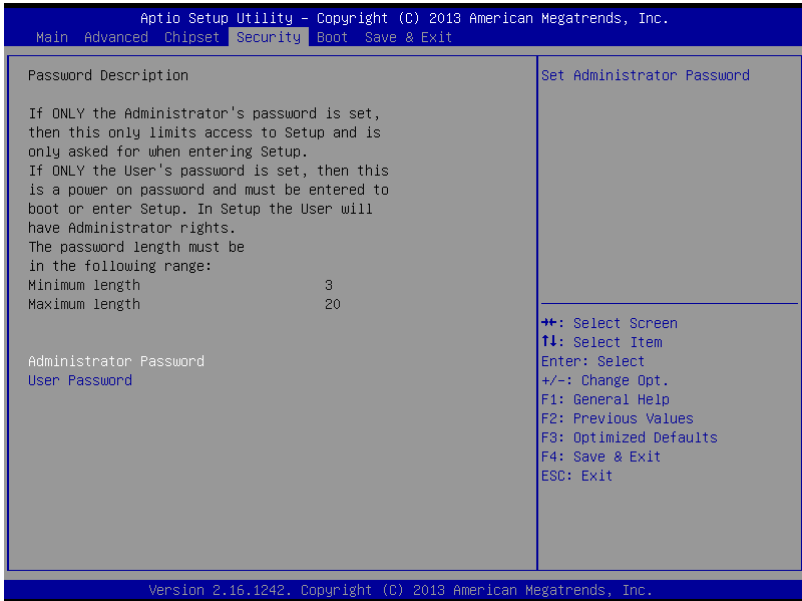 Aptio Setup Utility – Copyright (C) 2013 American Megatrends, Inc.
Main Advanced Chipset Security Boot Save & Exit
Password Description
If ONLY the Administrator's password is set,
then this only limits access to Setup and is
only asked for when entering Setup.
If ONLY the User's password is set, then this
is a power on password and must be entered to
boot or enter Setup. In Setup the User will
have Administrator rights.
The password length must be
in the following range:
Minimum length 3
Maximum length 20
Administrator Password
User Password
Set Administrator Password
→←: Select Screen
↑↓: Select Item
Enter: Select
+/-: Change Opt.
F1: General Help
F2: Previous Values
F3: Optimized Defaults
F4: Save & Exit
ESC: Exit
Version 2.16.1242. Copyright (C) 2013 American Megatrends, Inc.